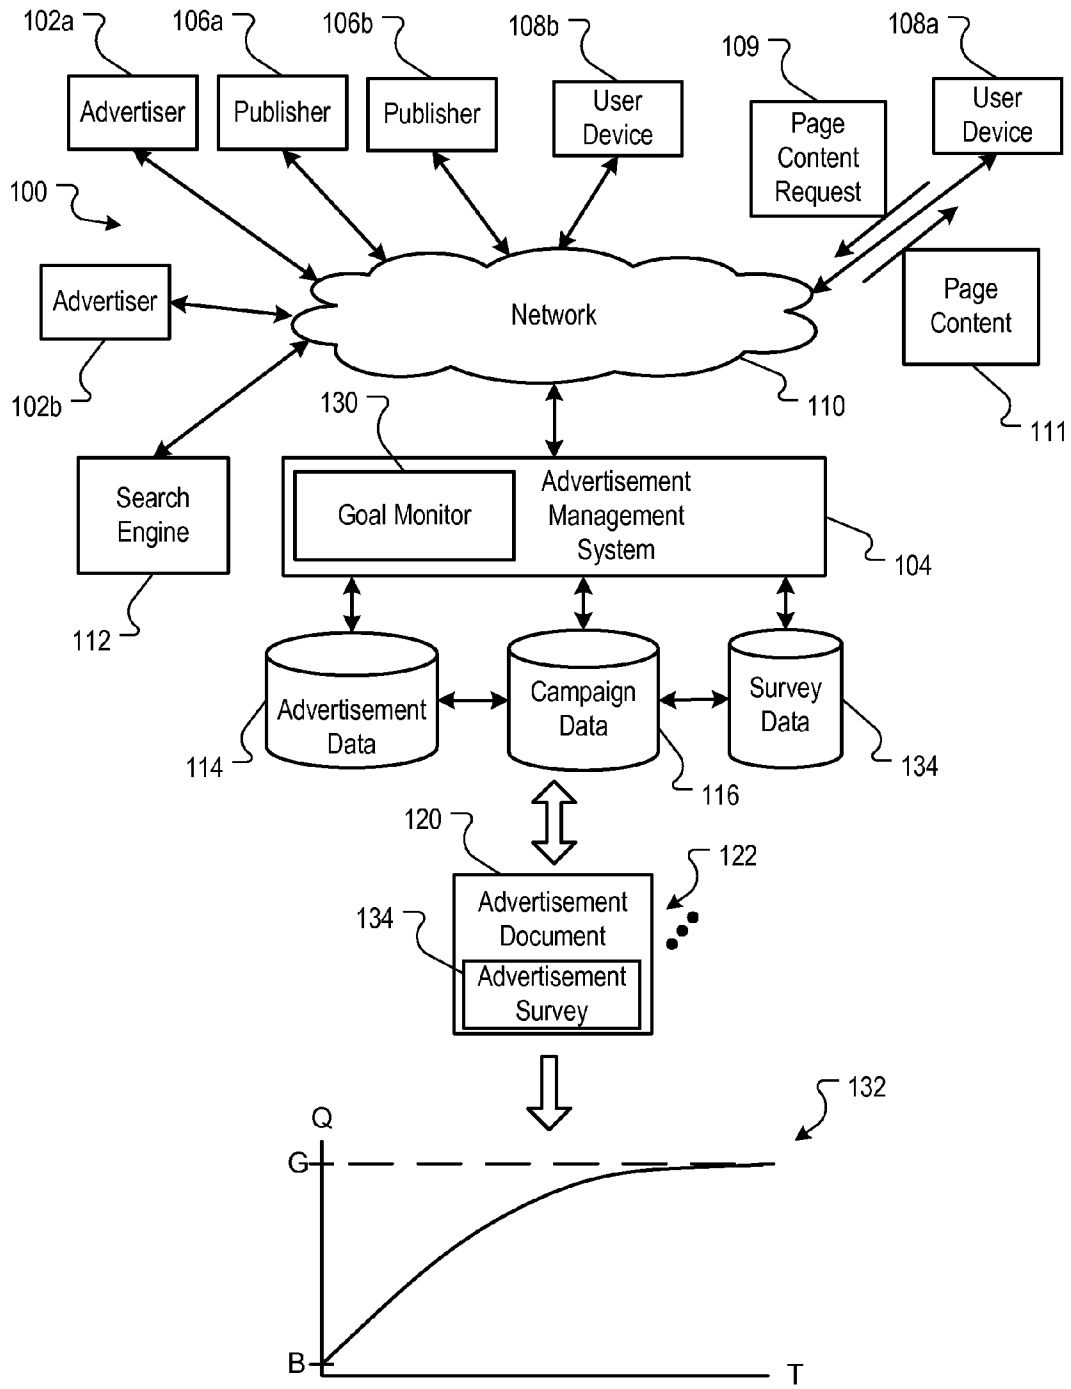 102a
106a
106b
108b
109
108a
Advertiser
Publisher
Publisher
User
Device
Page
Content
Request
User
Device
100
Advertiser
Network
Page
Content
102b
110
111
130
Search
Engine
Goal Monitor
Advertisement
Management
System
104
112
Advertisement
Data
Campaign
Data
Survey
Data
114
116
134
120
122
Advertisement
Document
134
Advertisement
Survey
132
Q
G
B
T